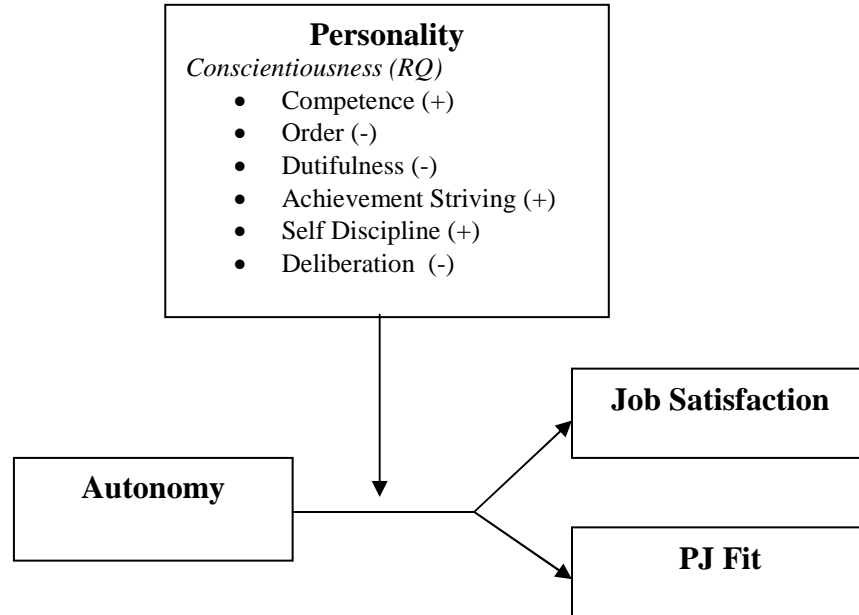 Personality
Conscientiousness (RQ)
• Competence (+)
• Order (-)
• Dutifulness (-)
• Achievement Striving (+)
• Self Discipline (+)
• Deliberation (-)
Job Satisfaction
Autonomy
PJ Fit